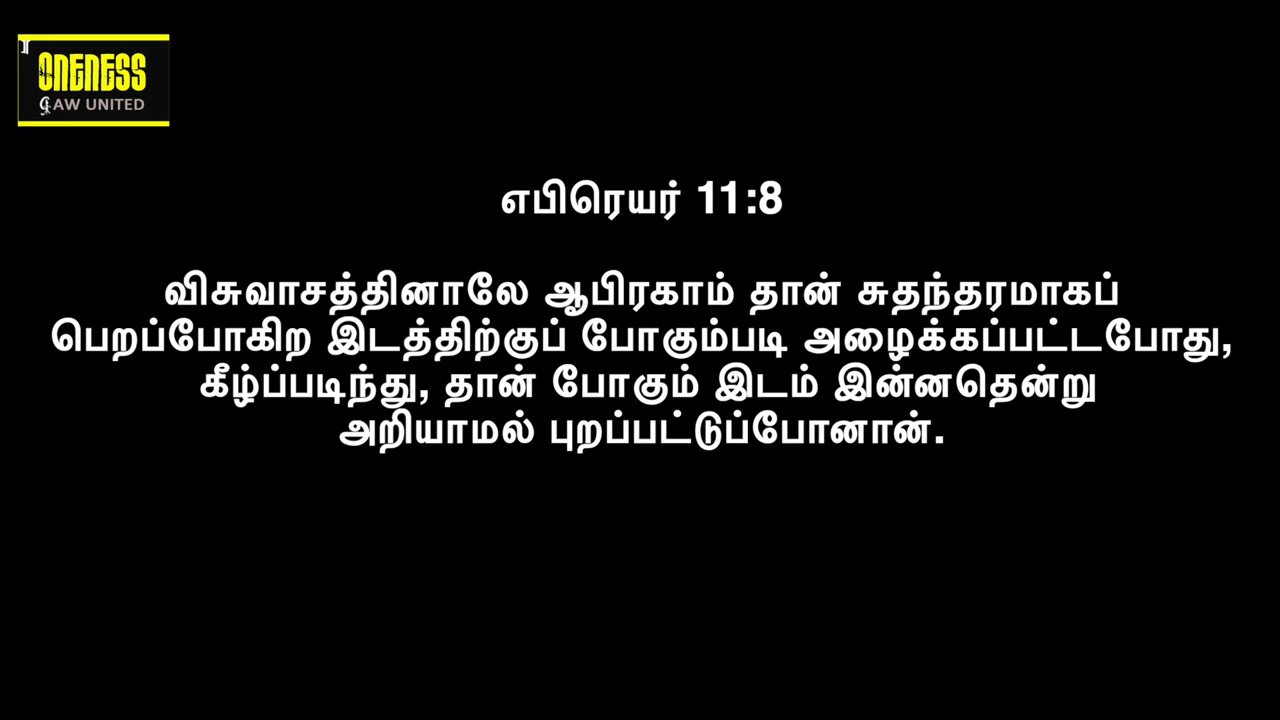 ONENESS
AW UNITED
எபிரெயர் 11:8
விசுவாசத்தினாலே ஆபிரகாம் தான் சுதந்தரமாகப்
பெறப்போகிற இடத்திற்குப் போகும்படி அழைக்கப்பட்டபோது,
கீழ்ப்படிந்து, தான் போகும் இடம் இன்னதென்று
அறியாமல் புறப்பட்டுப்போனான்.